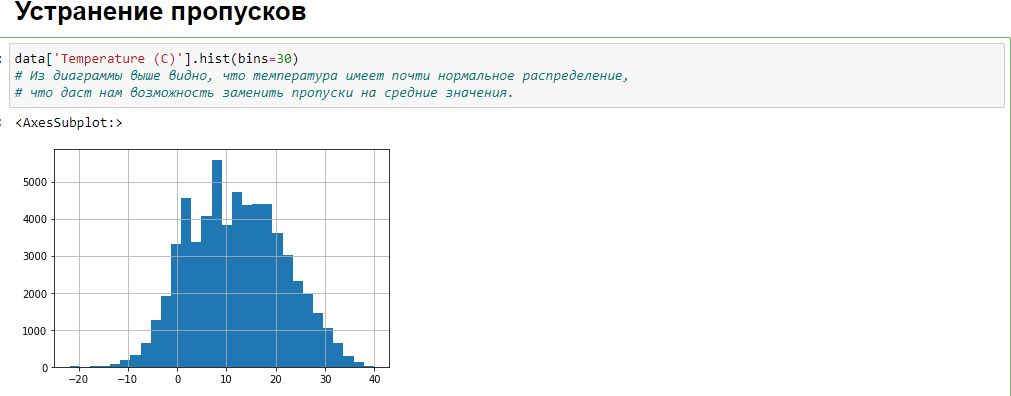 Устранение пропусков
: data['Temperature (C)'].hist(bins=30)
# Из диаграммы выше видно, что температура имеет почти нормальное распределение,
# что даст нам возможность заменить пропуски на средние значения.
: <AxesSubplot:>
5000
4000
3000
2000
1000
0
−20 −10 0 10 20 30 40